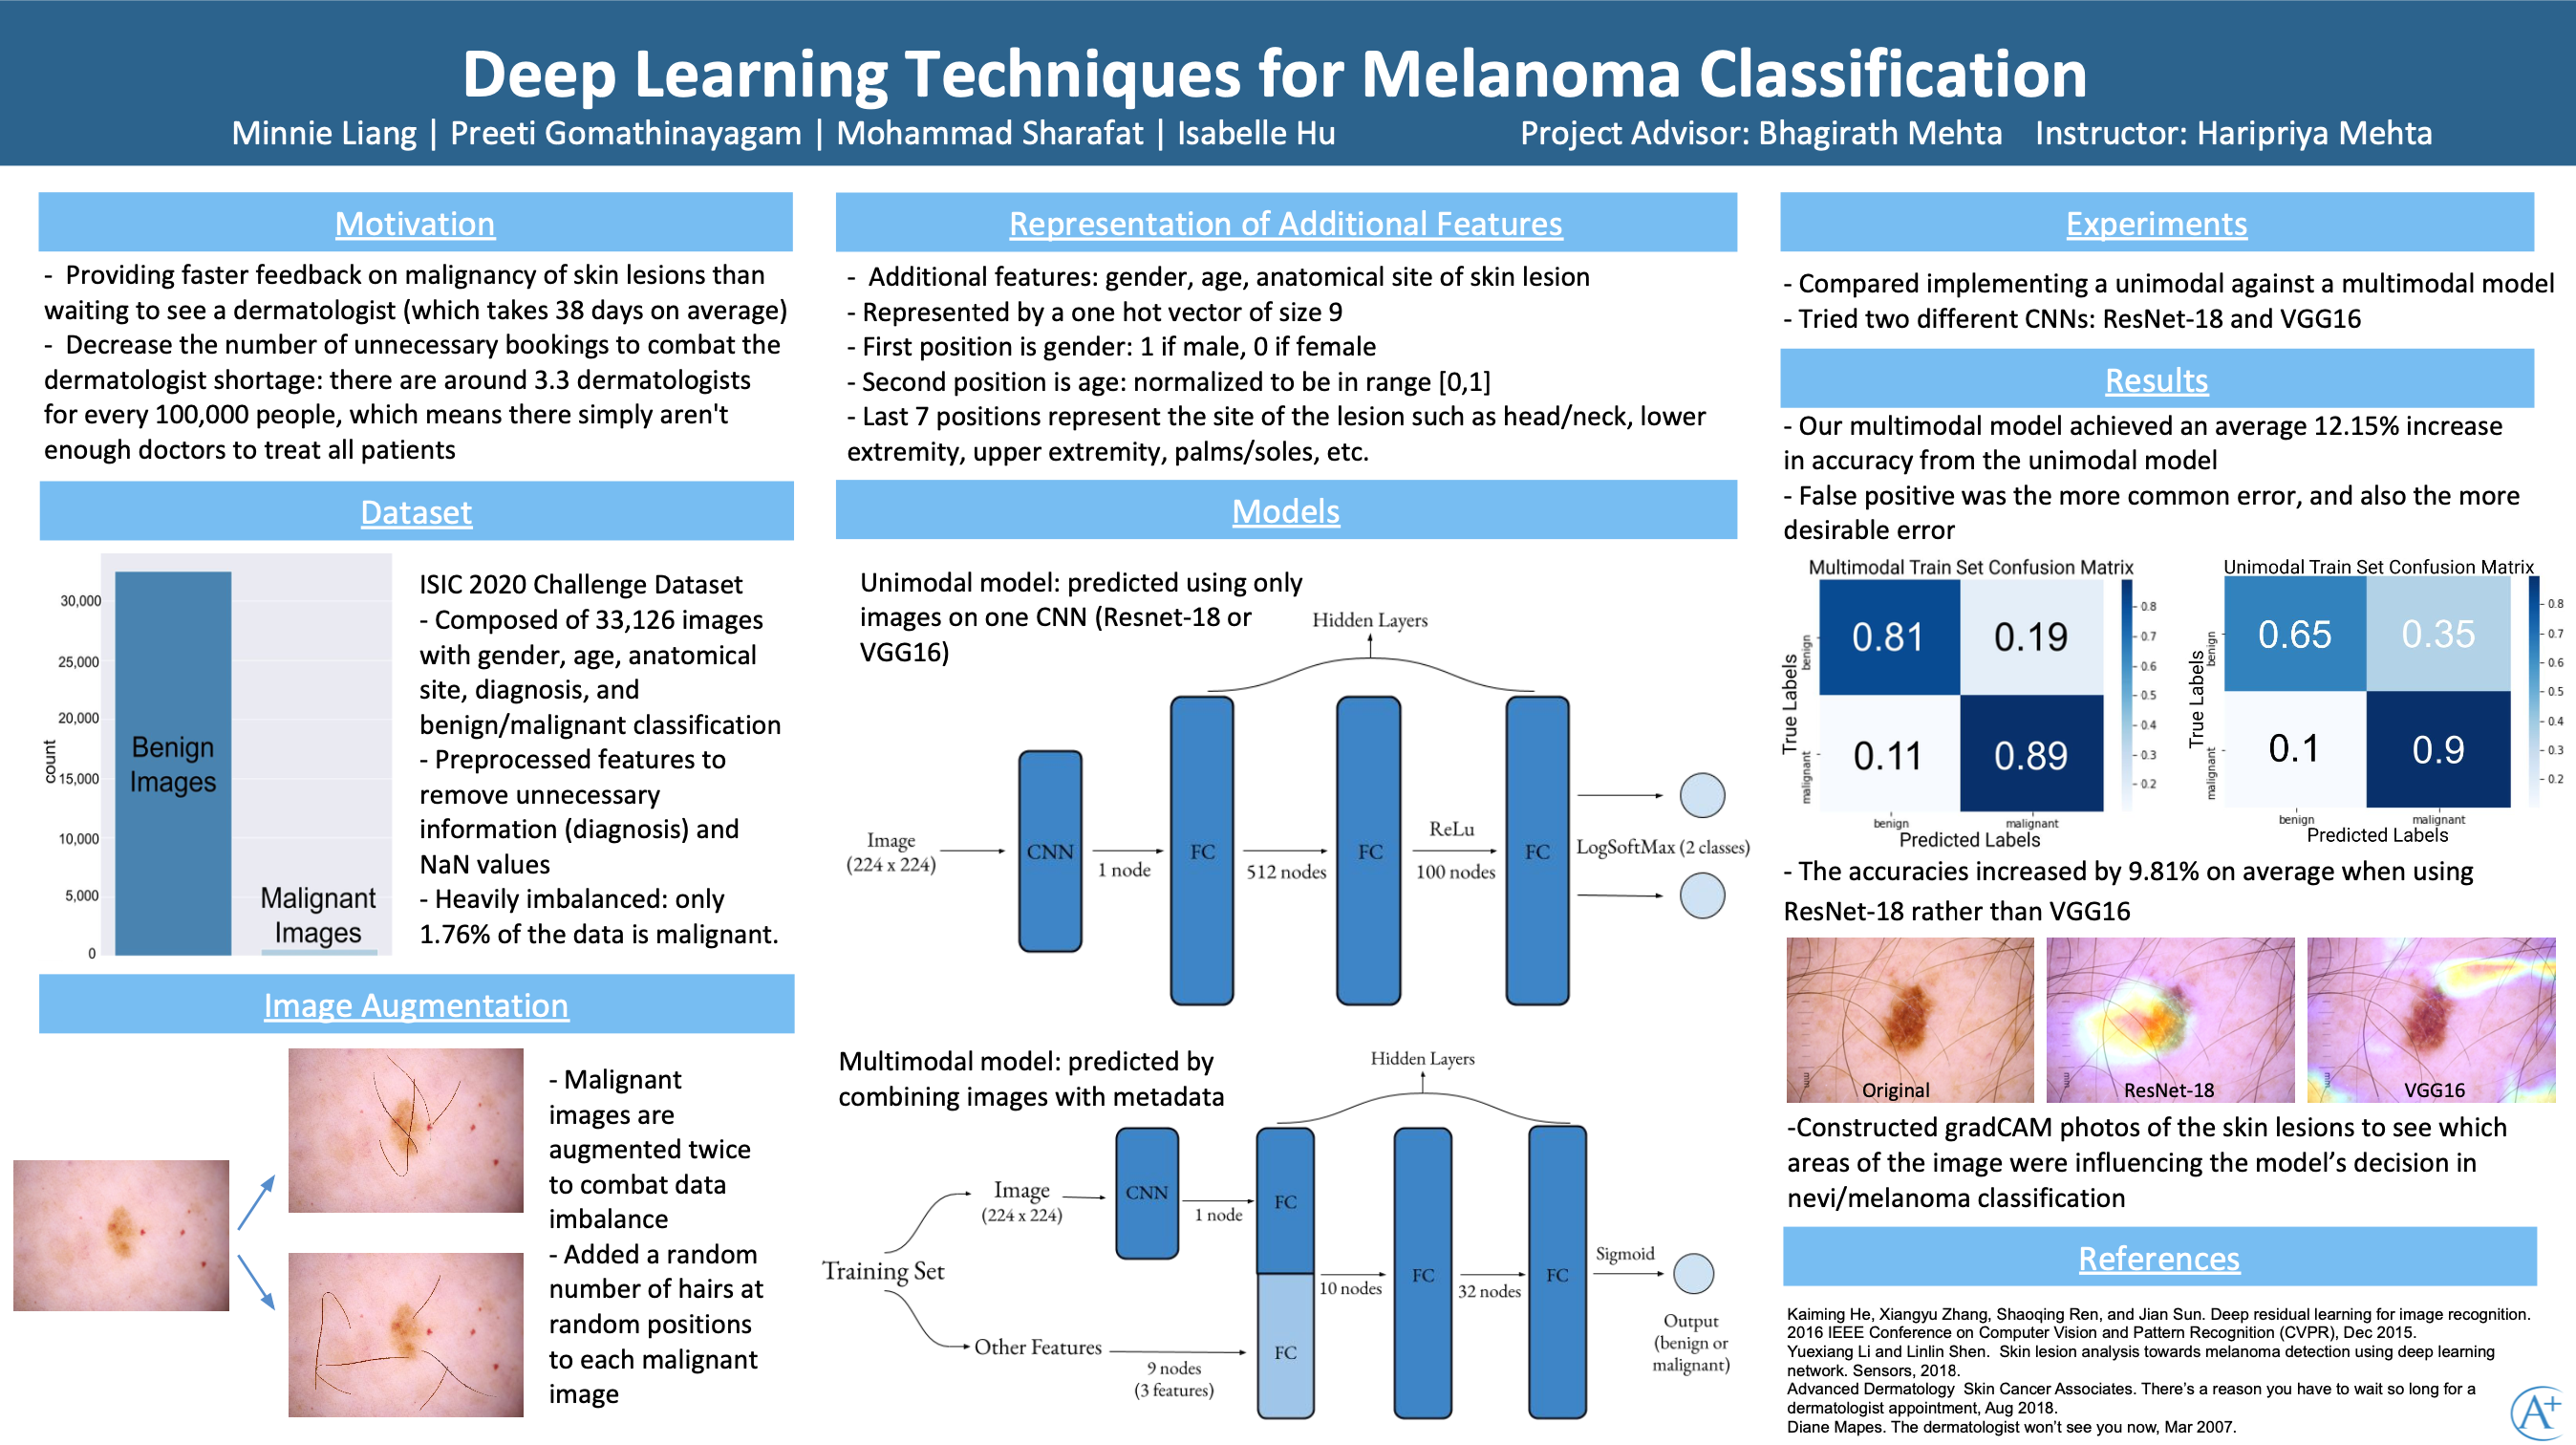 Deep Learning Techniques for Melanoma Classification
Minnie Liang | Preeti Gomathinayagam | Mohammad Sharafat | Isabelle Hu
Project Advisor: Bhagirath Mehta Instructor: Haripriya Mehta
Motivation
- Providing faster feedback on malignancy of skin lesions than
waiting to see a dermatologist (which takes 38 days on average)
- Decrease the number of unnecessary bookings to combat the
dermatologist shortage: there are around 3.3 dermatologists
for every 100,000 people, which means there simply aren't
enough doctors to treat all patients
Dataset
30,000
25,000
20,000
15,000
10,000
5,000
0
count
Benign
Images
Malignant
Images
ISIC 2020 Challenge Dataset
- Composed of 33,126 images
with gender, age, anatomical
site, diagnosis, and
benign/malignant classification
- Preprocessed features to
remove unnecessary
information (diagnosis) and
NaN values
- Heavily imbalanced: only
1.76% of the data is malignant.
Image Augmentation
- Malignant
images are
augmented twice
to combat data
imbalance
- Added a random
number of hairs at
random positions
to each malignant
image
Representation of Additional Features
- Additional features: gender, age, anatomical site of skin lesion
- Represented by a one hot vector of size 9
- First position is gender: 1 if male, 0 if female
- Second position is age: normalized to be in range [0,1]
- Last 7 positions represent the site of the lesion such as head/neck, lower
extremity, upper extremity, palms/soles, etc.
Models
Unimodal model: predicted using only
images on one CNN (Resnet-18 or
VGG16)
Hidden Layers
Image
(224 x 224)
CNN
1 node
FC
512 nodes
FC
ReLu
100 nodes
FC
LogSoftMax (2 classes)
Multimodal model: predicted by
combining images with metadata
Hidden Layers
Training Set
Image
(224 x 224)
CNN
1 node
FC
Other Features
9 nodes
(3 features)
FC
10 nodes
FC
32 nodes
FC
Sigmoid
Output
(benign or
malignant)
Experiments
- Compared implementing a unimodal against a multimodal model
- Tried two different CNNs: ResNet-18 and VGG16
Results
- Our multimodal model achieved an average 12.15% increase
in accuracy from the unimodal model
- False positive was the more common error, and also the more
desirable error
Multimodal Train Set Confusion Matrix
True Labels
benign
malignant
0.81
0.19
0.11
0.89
benign
malignant
Predicted Labels
0.8
0.7
0.6
0.5
0.4
0.3
0.2
Unimodal Train Set Confusion Matrix
True Labels
benign
malignant
0.65
0.35
0.1
0.9
benign
malignant
Predicted Labels
0.8
0.7
0.6
0.5
0.4
0.3
0.2
- The accuracies increased by 9.81% on average when using
ResNet-18 rather than VGG16
Original
ResNet-18
VGG16
mm
mm
mm
-Constructed gradCAM photos of the skin lesions to see which
areas of the image were influencing the model’s decision in
nevi/melanoma classification
References
Kaiming He, Xiangyu Zhang, Shaoqing Ren, and Jian Sun. Deep residual learning for image recognition.
2016 IEEE Conference on Computer Vision and Pattern Recognition (CVPR), Dec 2015.
Yuexiang Li and Linlin Shen. Skin lesion analysis towards melanoma detection using deep learning
network. Sensors, 2018.
Advanced Dermatology Skin Cancer Associates. There’s a reason you have to wait so long for a
dermatologist appointment, Aug 2018.
Diane Mapes. The dermatologist won’t see you now, Mar 2007.
A+